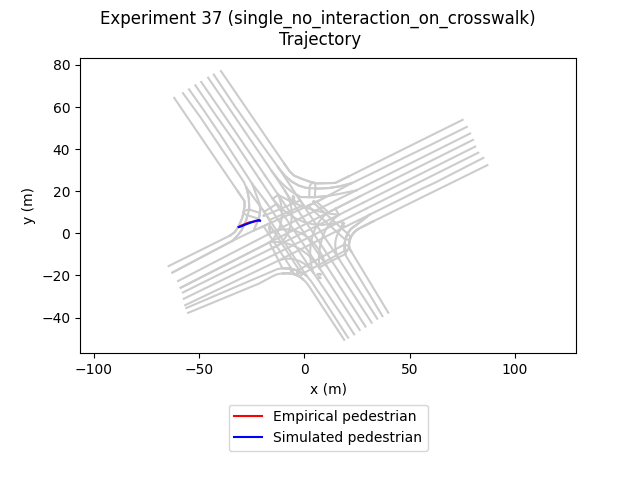 Experiment 37 (single_no_interaction_on_crosswalk)
Trajectory
80
60
40
20
0
−20
−40
y (m)
−100
−50
0
50
100
x (m)
Empirical pedestrian
Simulated pedestrian